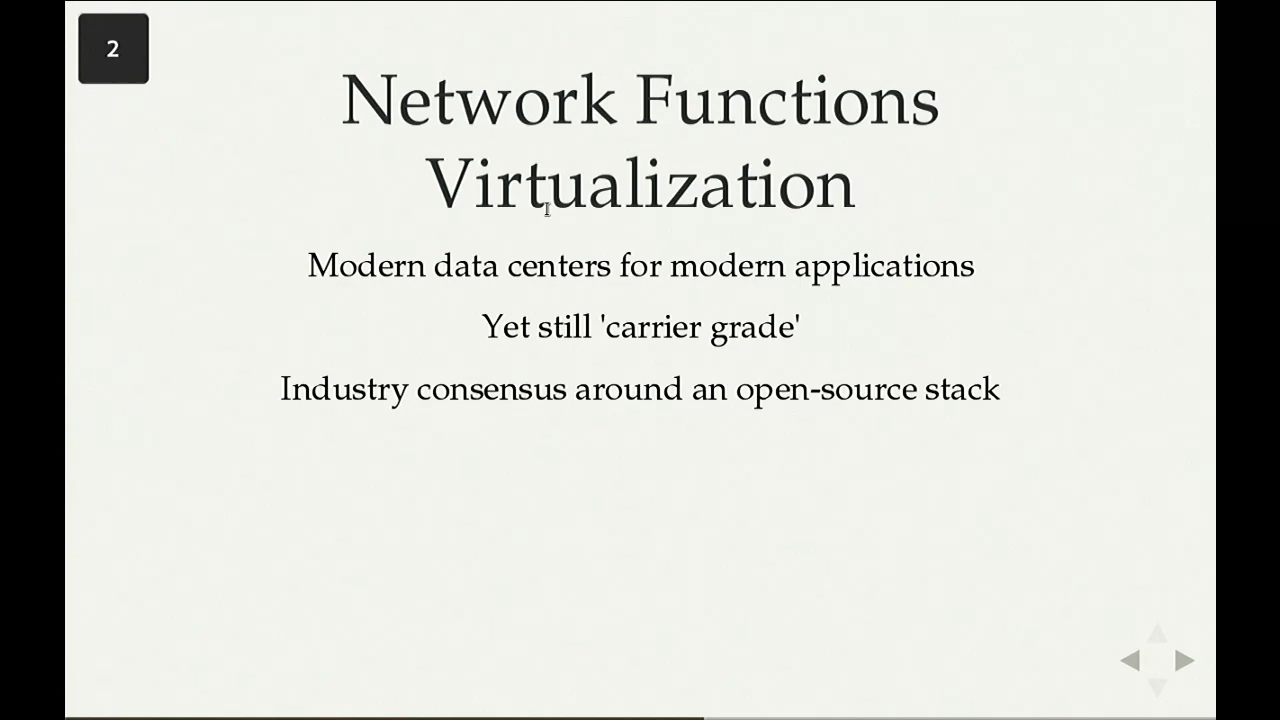 2
Network Functions
Virtualization
Modern data centers for modern applications
Yet still 'carrier grade'
Industry consensus around an open-source stack